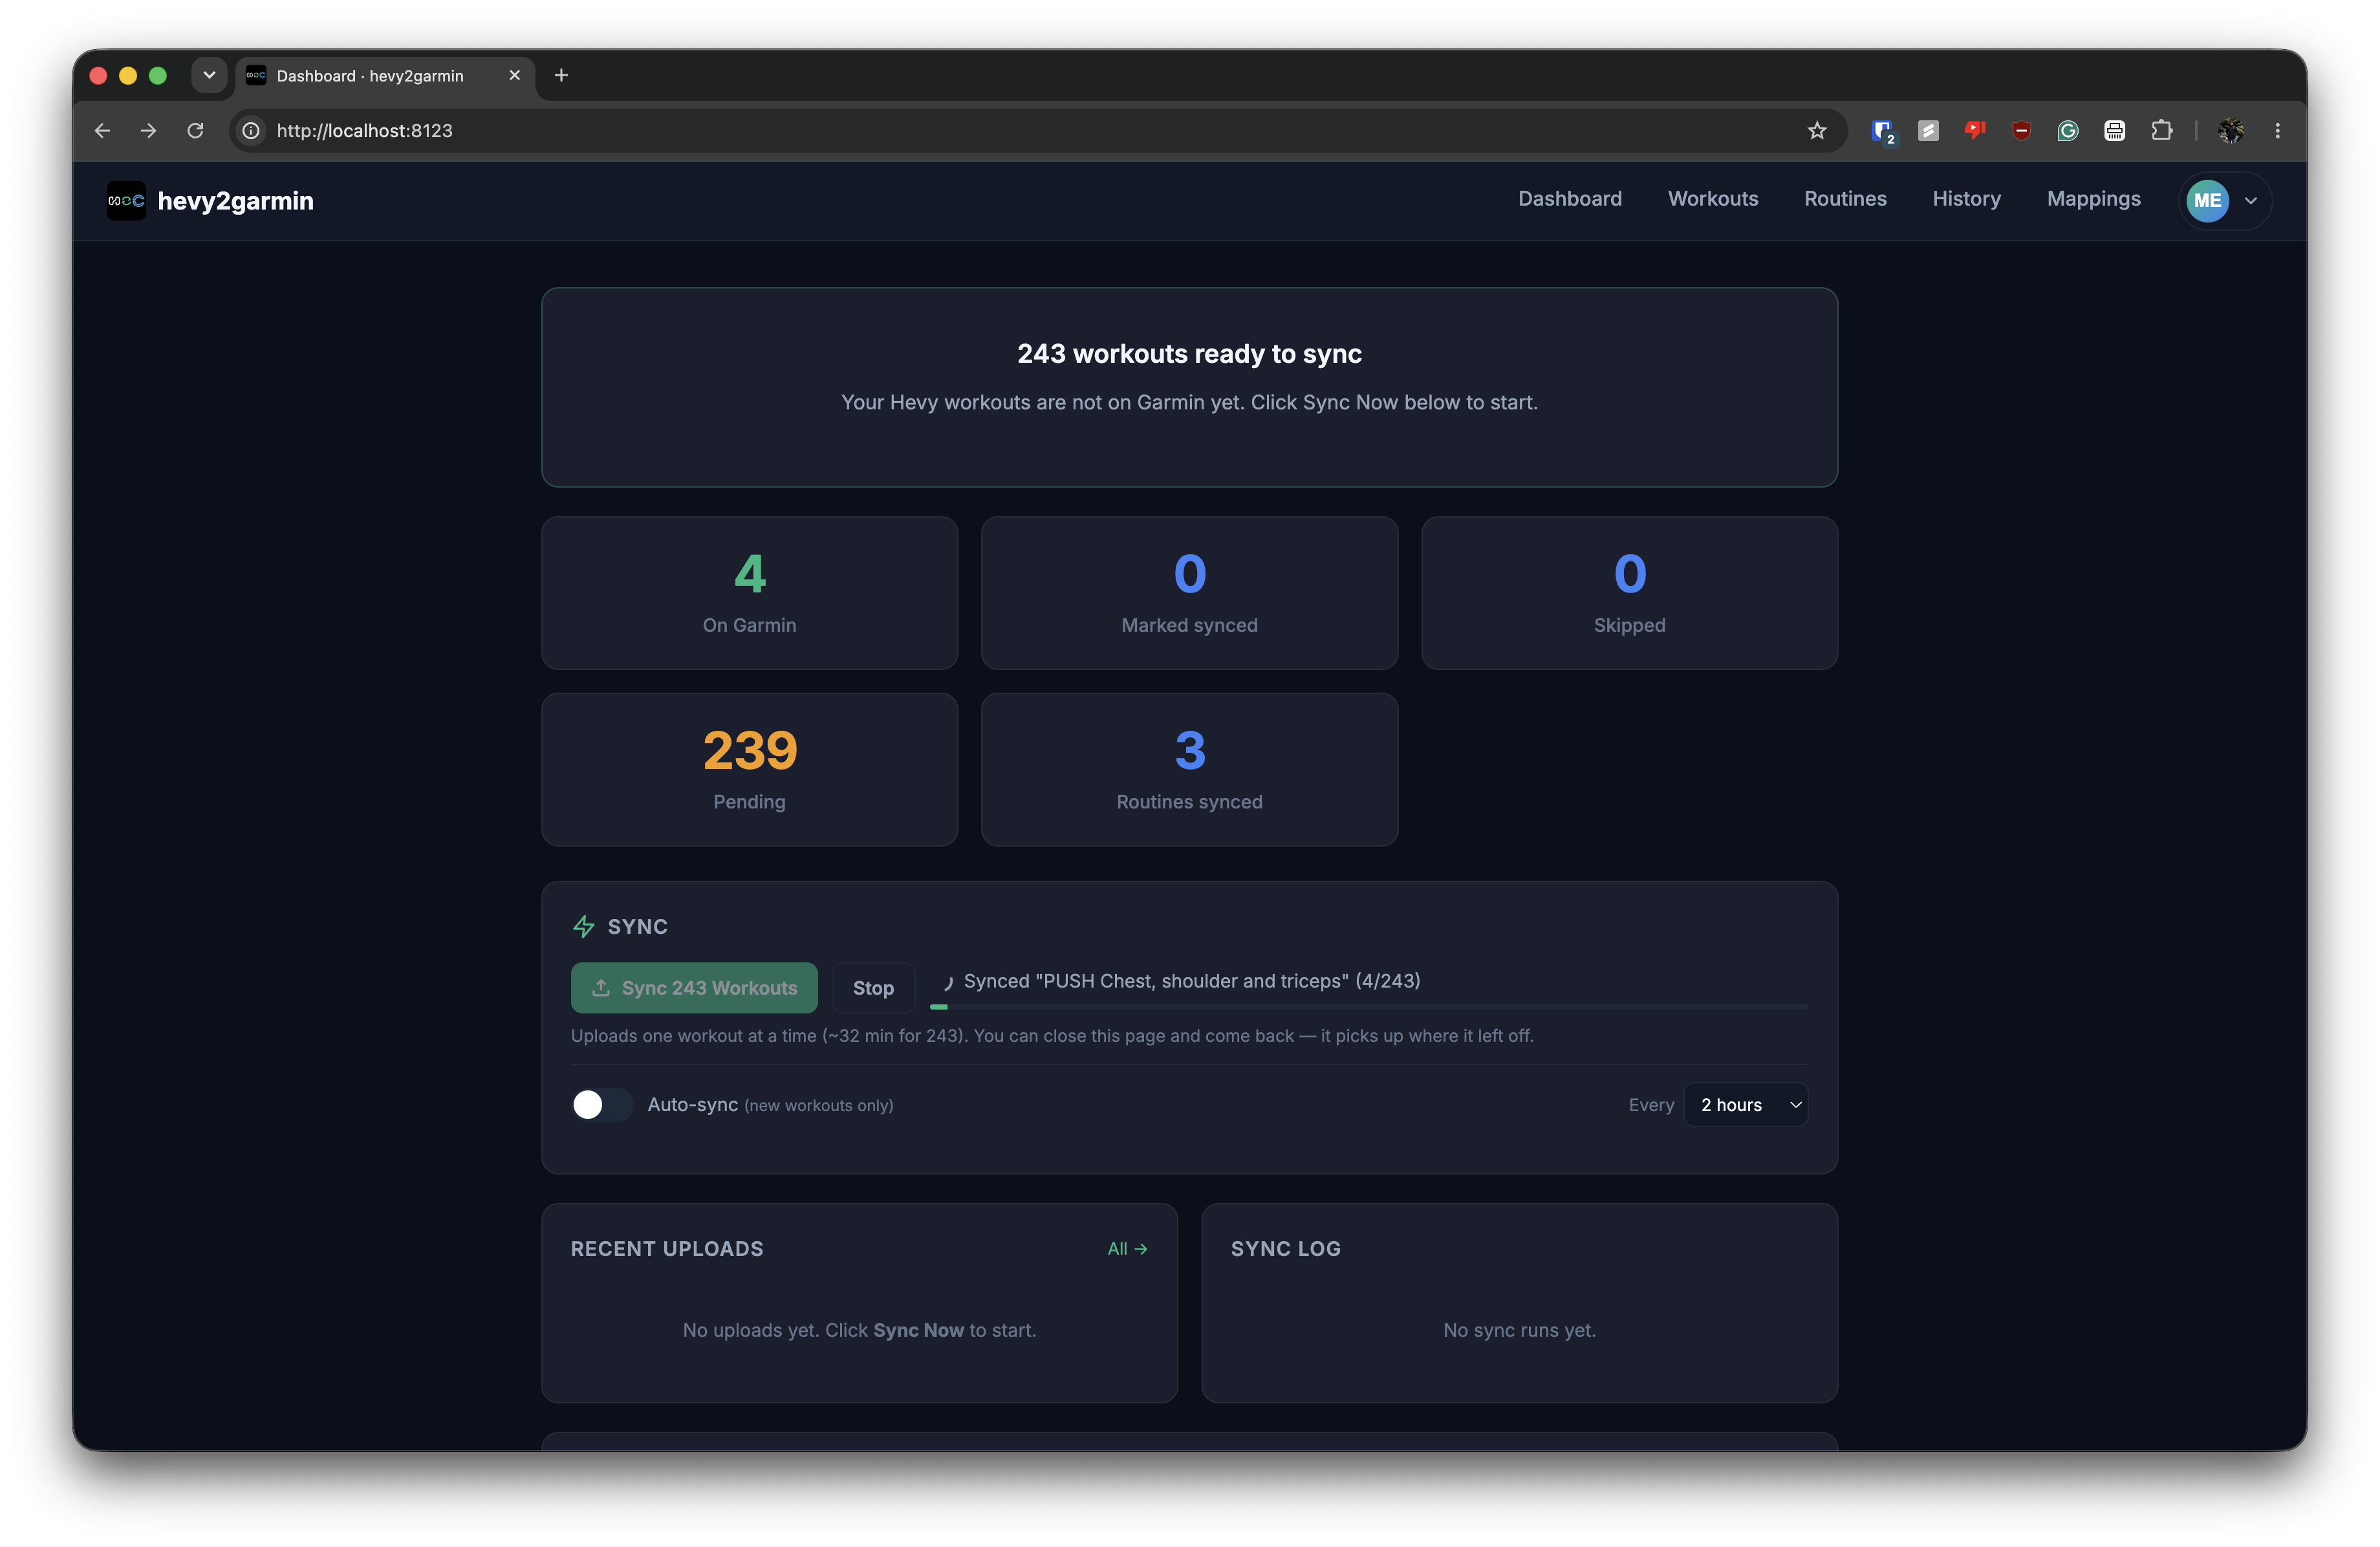 Dashboard · hevy2garmin
http://localhost:8123
2
hevy2garmin
Dashboard
Workouts
Routines
History
Mappings
ME
243 workouts ready to sync
Your Hevy workouts are not on Garmin yet. Click Sync Now below to start.
4
On Garmin
0
Marked synced
0
Skipped
239
Pending
3
Routines synced
SYNC
Sync 243 Workouts
Stop
Synced "PUSH Chest, shoulder and triceps" (4/243)
Uploads one workout at a time (~32 min for 243). You can close this page and come back — it picks up where it left off.
Auto-sync (new workouts only)
Every
2 hours
RECENT UPLOADS
All →
No uploads yet. Click Sync Now to start.
SYNC LOG
No sync runs yet.